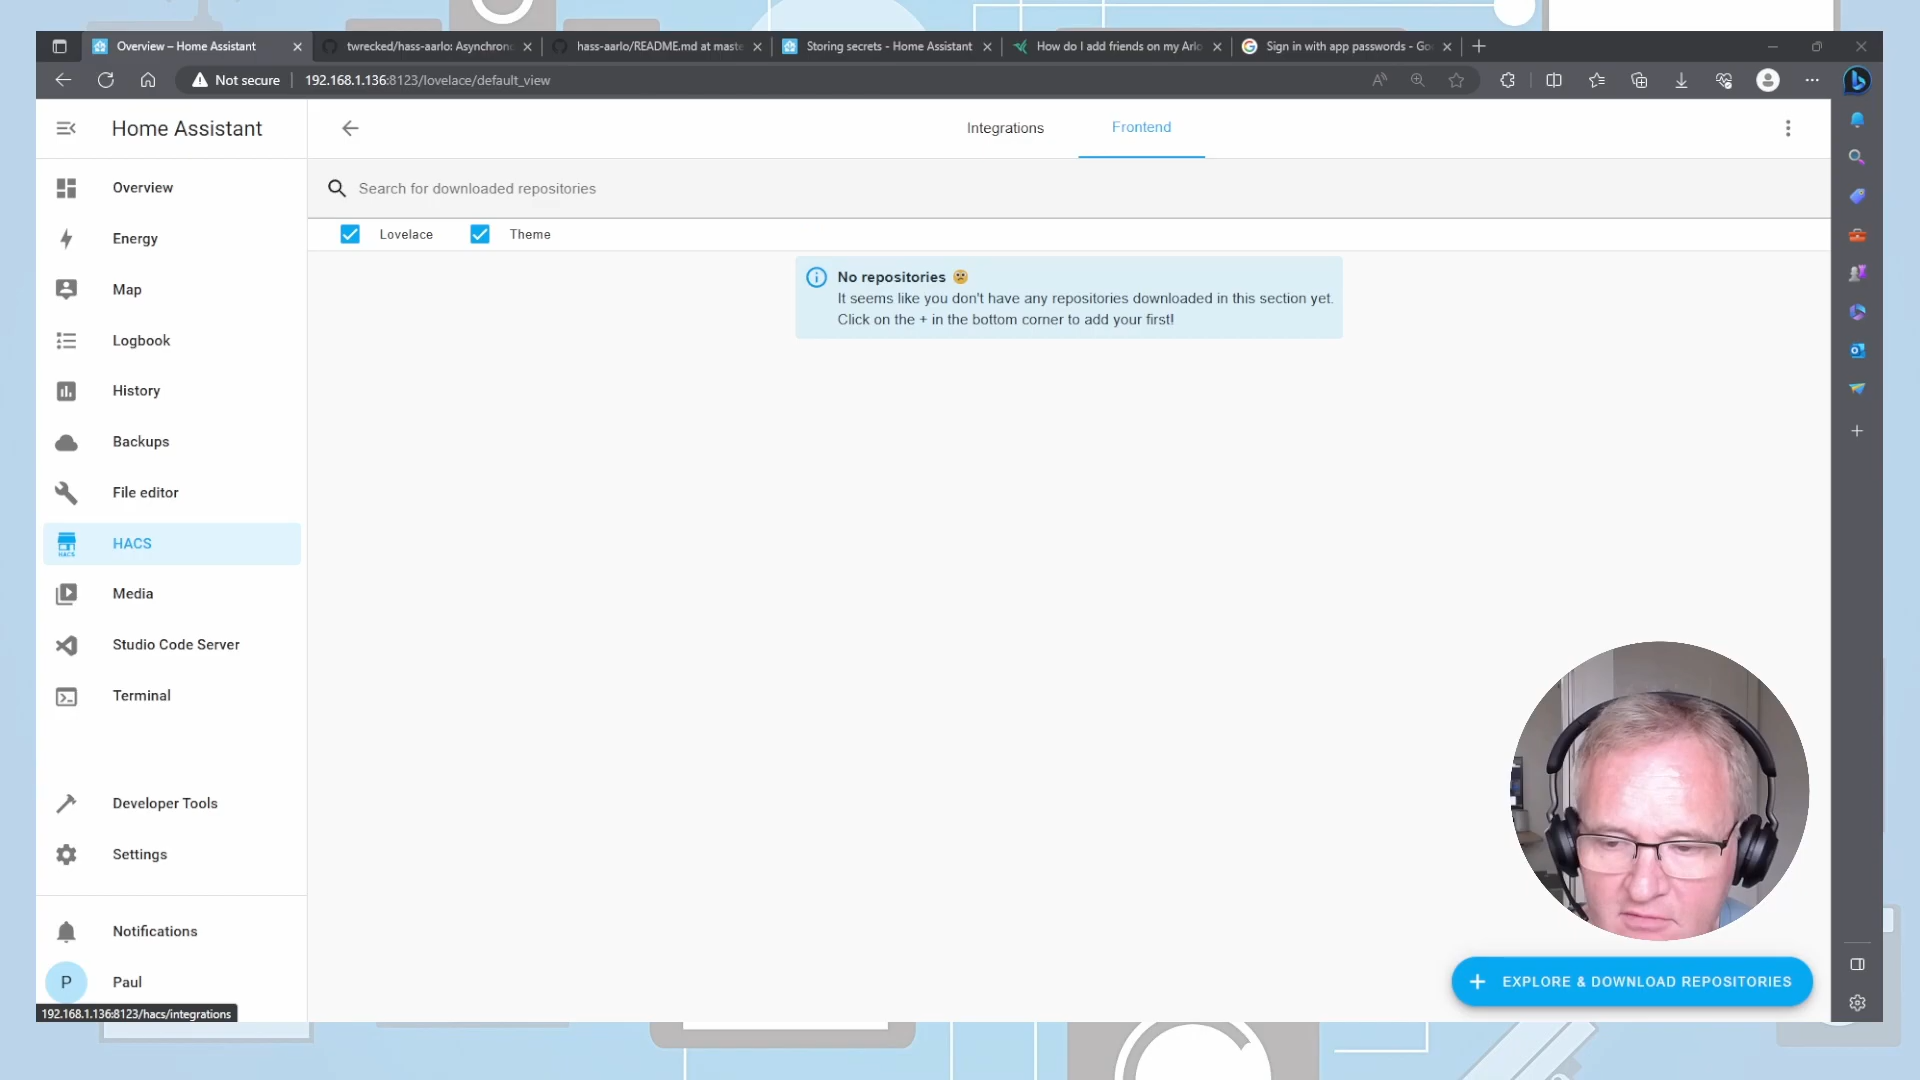 Overview – Home Assistant
twrecked/hass-aarlo: Asynchron
hass-aarlo/README.md at maste
Storing secrets - Home Assistant
How do I add friends on my Arlo
Sign in with app passwords - Go
Not secure
192.168.1.136:8123/lovelace/default_view
Home Assistant
Integrations
Frontend
Overview
Search for downloaded repositories
Lovelace
Theme
Energy
No repositories
It seems like you don't have any repositories downloaded in this section yet.
Click on the + in the bottom corner to add your first!
Map
Logbook
History
Backups
File editor
HACS
HACS
Media
Studio Code Server
Terminal
Developer Tools
Settings
Notifications
P
Paul
EXPLORE & DOWNLOAD REPOSITORIES
192.168.1.136:8123/hacs/integrations